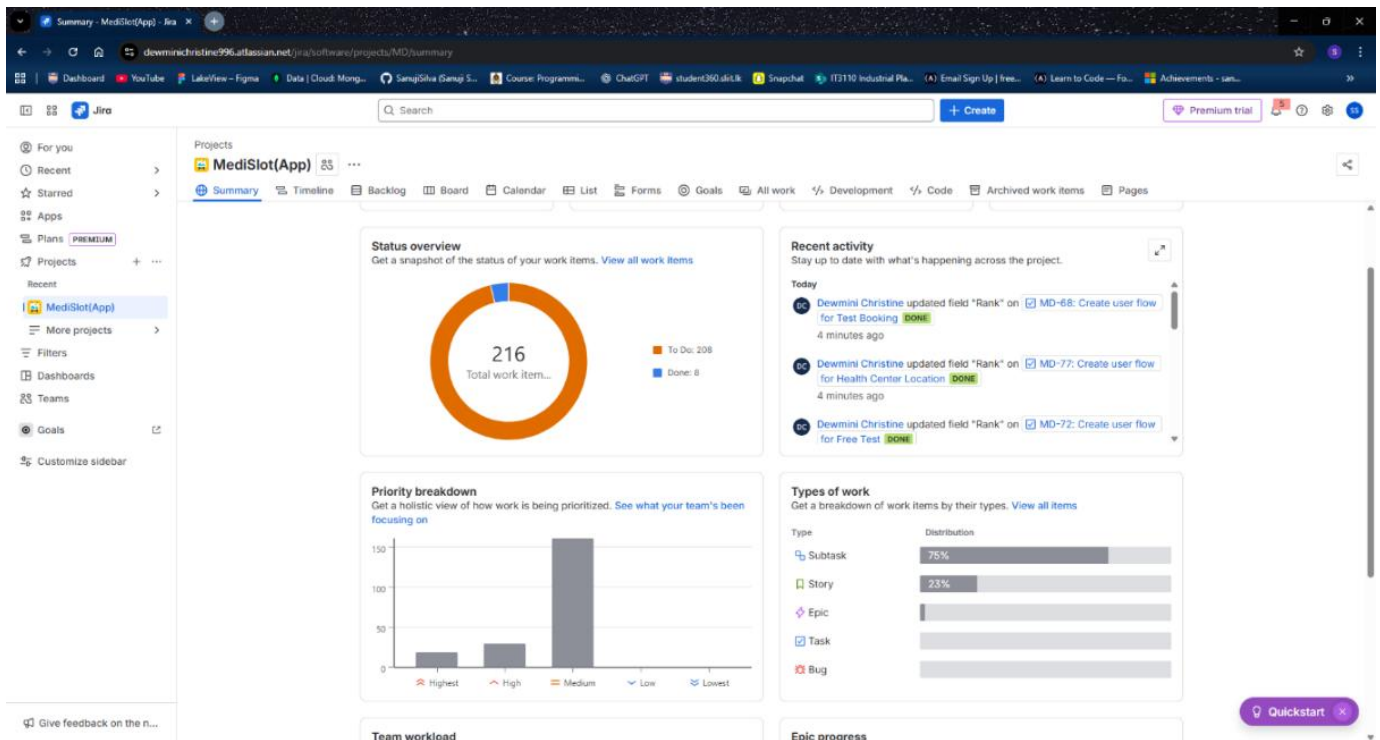 Summary - MediSlot(App) - Jira
dewminichristine996.atlassian.net/jira/software/projects/MD/summary
Dashboard YouTube LakeView – Figma Data | Cloud: Mong... SanujiSilva (Sanuji S... Course: Programmi... ChatGPT student360.sliit.lk Snapchat IT3110 Industrial Pla... Email Sign Up | free... Learn to Code — Fo... Achievements - san...
Jira
Search
+ Create
Premium trial
5
SS
For you
Recent
Starred
Apps
Plans PREMIUM
Projects
Recent
MediSlot(App)
More projects
Filters
Dashboards
Teams
Goals
Customize sidebar
Give feedback on the n...
Projects
MediSlot(App)
Summary Timeline Backlog Board Calendar List Forms Goals All work Development Code Archived work items Pages
Status overview
Get a snapshot of the status of your work items. View all work items
216
Total work item...
To Do: 208
Done: 8
Recent activity
Stay up to date with what's happening across the project.
Today
DC Dewmini Christine updated field "Rank" on MD-68: Create user flow
for Test Booking DONE
4 minutes ago
DC Dewmini Christine updated field "Rank" on MD-77: Create user flow
for Health Center Location DONE
4 minutes ago
DC Dewmini Christine updated field "Rank" on MD-72: Create user flow
for Free Test DONE
Priority breakdown
Get a holistic view of how work is being prioritized. See what your team's been
focusing on
150
100
50
0
Highest High Medium Low Lowest
Types of work
Get a breakdown of work items by their types. View all items
Type Distribution
Subtask 75%
Story 23%
Epic
Task
Bug
Quickstart
Team workload
Epic progress